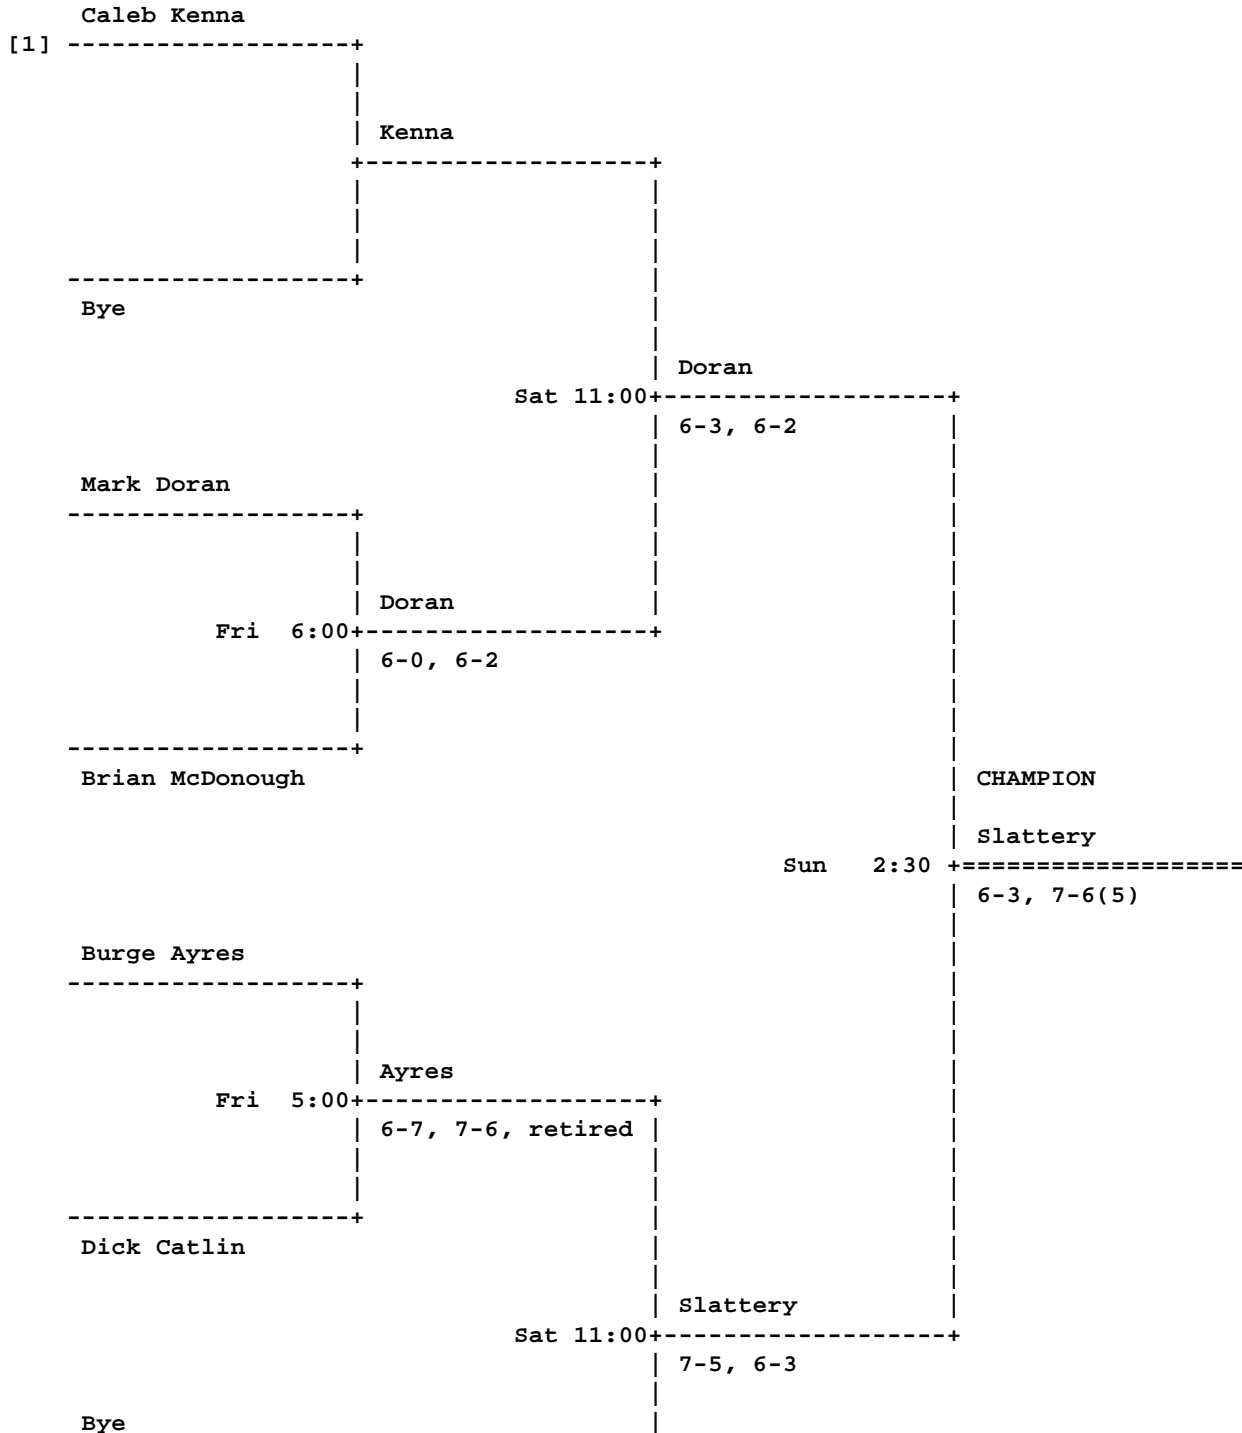 Caleb Kenna
[1]
Kenna
Bye
Doran
Sat 11:00
6-3, 6-2
Mark Doran
Doran
Fri 6:00
6-0, 6-2
Brian McDonough
CHAMPION
Slattery
Sun 2:30
6-3, 7-6(5)
Burge Ayres
Ayres
Fri 5:00
6-7, 7-6, retired
Dick Catlin
Slattery
Sat 11:00
7-5, 6-3
Bye